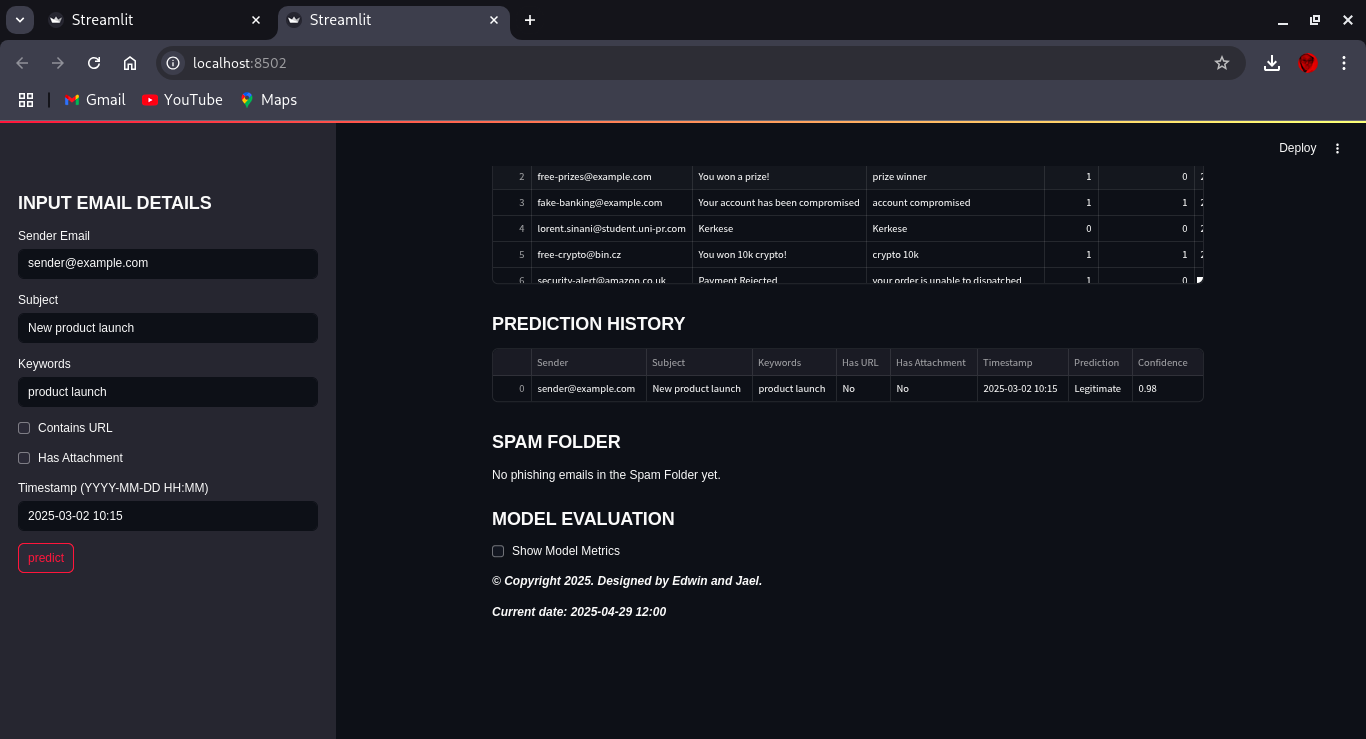 Streamlit
Streamlit
localhost:8502
Gmail
YouTube
Maps
Deploy
INPUT EMAIL DETAILS
Sender Email
sender@example.com
Subject
New product launch
Keywords
product launch
Contains URL
Has Attachment
Timestamp (YYYY-MM-DD HH:MM)
2025-03-02 10:15
predict
2 free-prizes@example.com You won a prize! prize winner 1 0 2
3 fake-banking@example.com Your account has been compromised account compromised 1 1 2
4 lorent.sinani@student.uni-pr.com Kerkese Kerkese 0 0 2
5 free-crypto@bin.cz You won 10k crypto! crypto 10k 1 1 2
6 security-alert@amazon.co.uk Payment Rejected your order is unable to dispatched 1 0
PREDICTION HISTORY
Sender Subject Keywords Has URL Has Attachment Timestamp Prediction Confidence
0 sender@example.com New product launch product launch No No 2025-03-02 10:15 Legitimate 0.98
SPAM FOLDER
No phishing emails in the Spam Folder yet.
MODEL EVALUATION
Show Model Metrics
© Copyright 2025. Designed by Edwin and Jael.
Current date: 2025-04-29 12:00